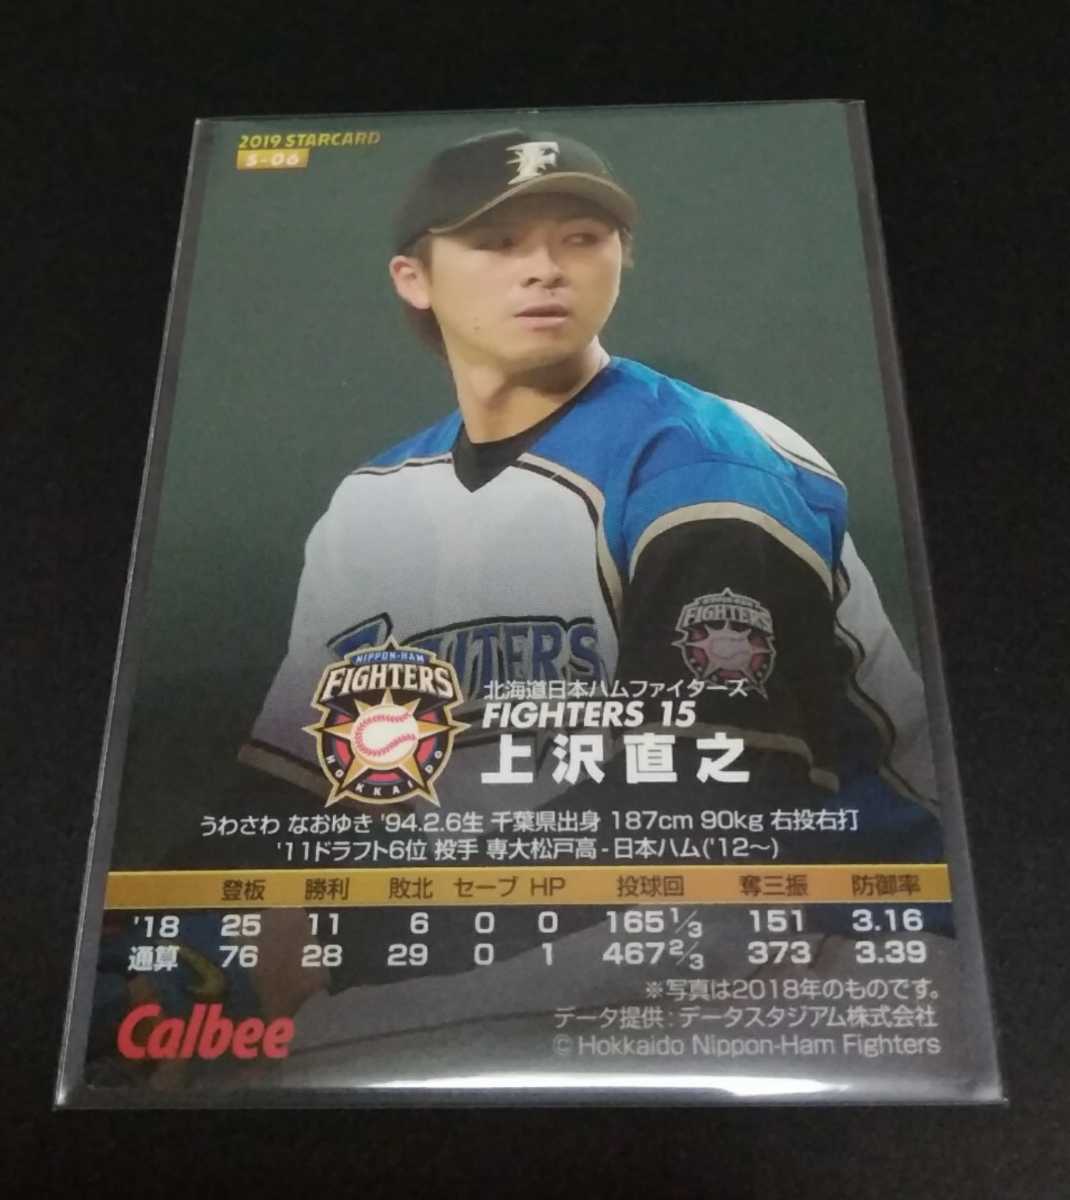 2019 STARCARD
S-06
F
FIGHTERS
FIGHTERS
NIPPON-HAM
FIGHTERS
HOKKAIDO
北海道日本ハムファイターズ
FIGHTERS 15
上沢直之
うわさわ なおゆき '94.2.6生 千葉県出身 187cm 90kg 右投右打
'11ドラフト6位 投手 専大松戸高-日本ハム('12〜)
登板 勝利 敗北 セーブ HP 投球回 奪三振 防御率
'18 25 11 6 0 0 165 1/3 151 3.16
通算 76 28 29 0 1 467 2/3 373 3.39
※写真は2018年のものです。
Calbee
データ提供:データスタジアム株式会社
© Hokkaido Nippon-Ham Fighters